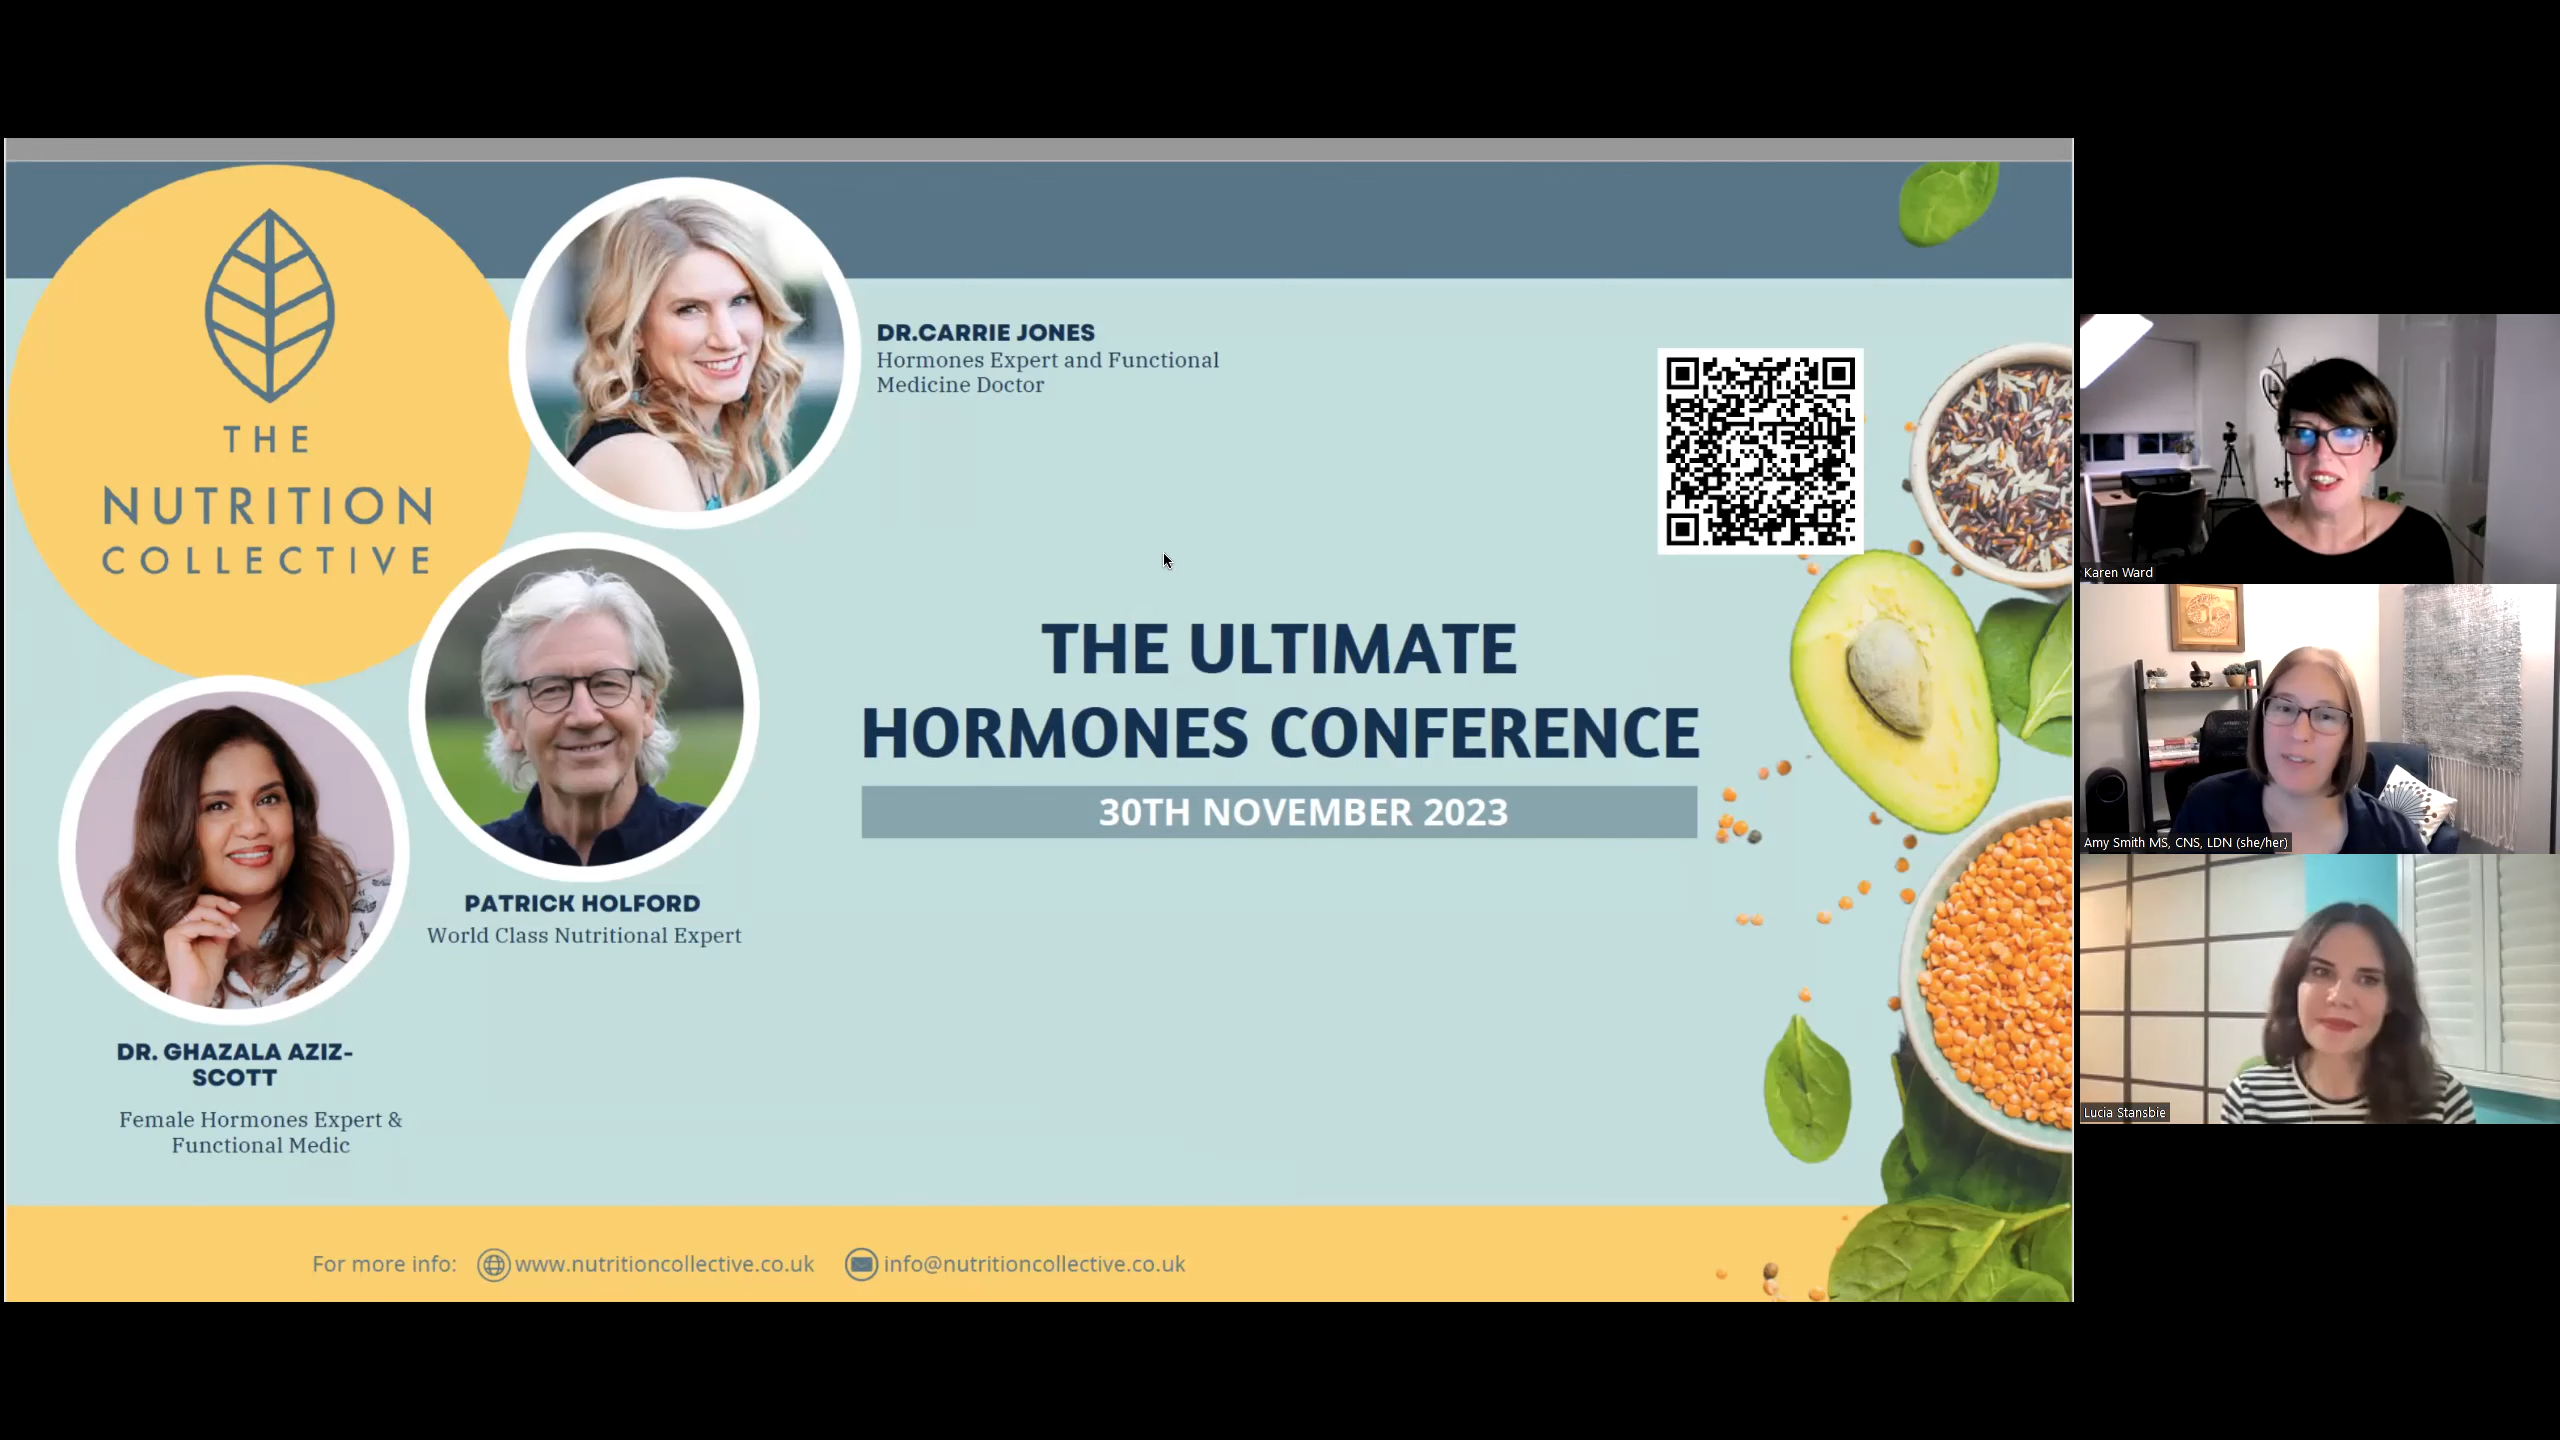 THE
NUTRITION
COLLECTIVE
DR.CARRIE JONES
Hormones Expert and Functional
Medicine Doctor
THE ULTIMATE
HORMONES CONFERENCE
30TH NOVEMBER 2023
PATRICK HOLFORD
World Class Nutritional Expert
DR. GHAZALA AZIZ-
SCOTT
Female Hormones Expert &
Functional Medic
For more info: www.nutritioncollective.co.uk info@nutritioncollective.co.uk
Karen Ward
Amy Smith MS, CNS, LDN (she/her)
Lucia Stansbie